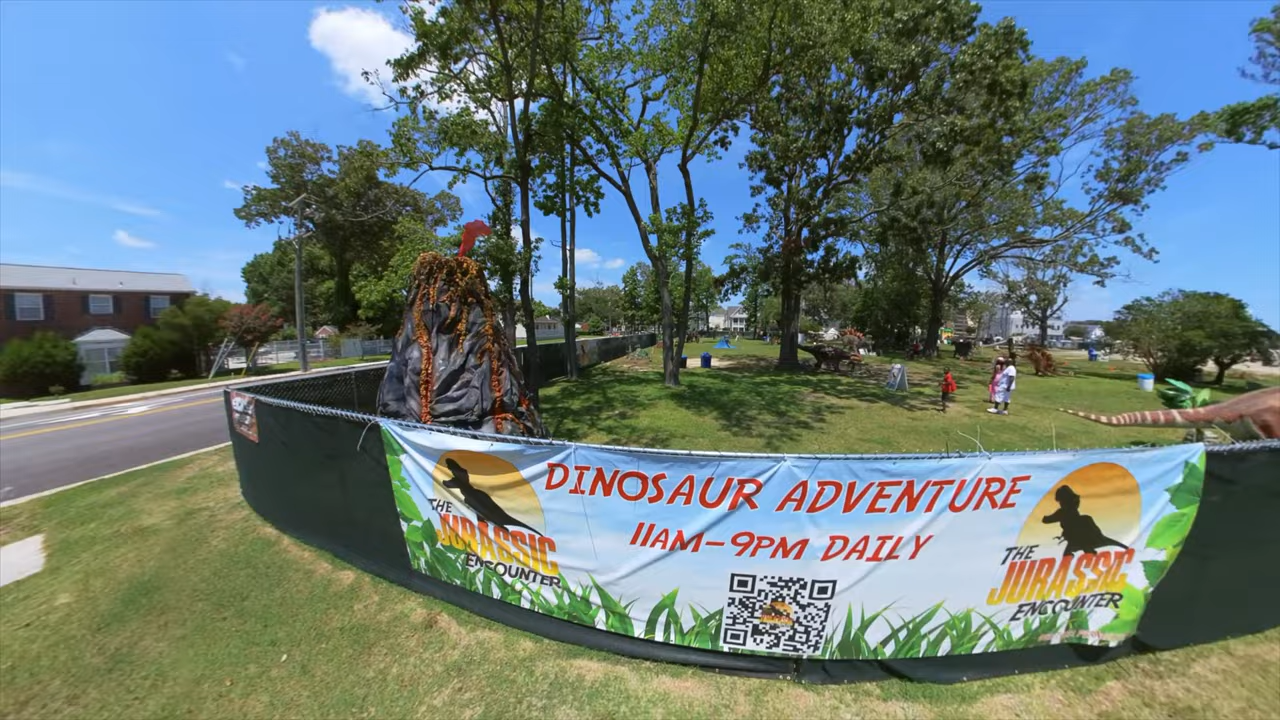 DINOSAUR ADVENTURE
11AM-9PM DAILY
THE
JURASSIC
ENCOUNTER
THE
JURASSIC
ENCOUNTER